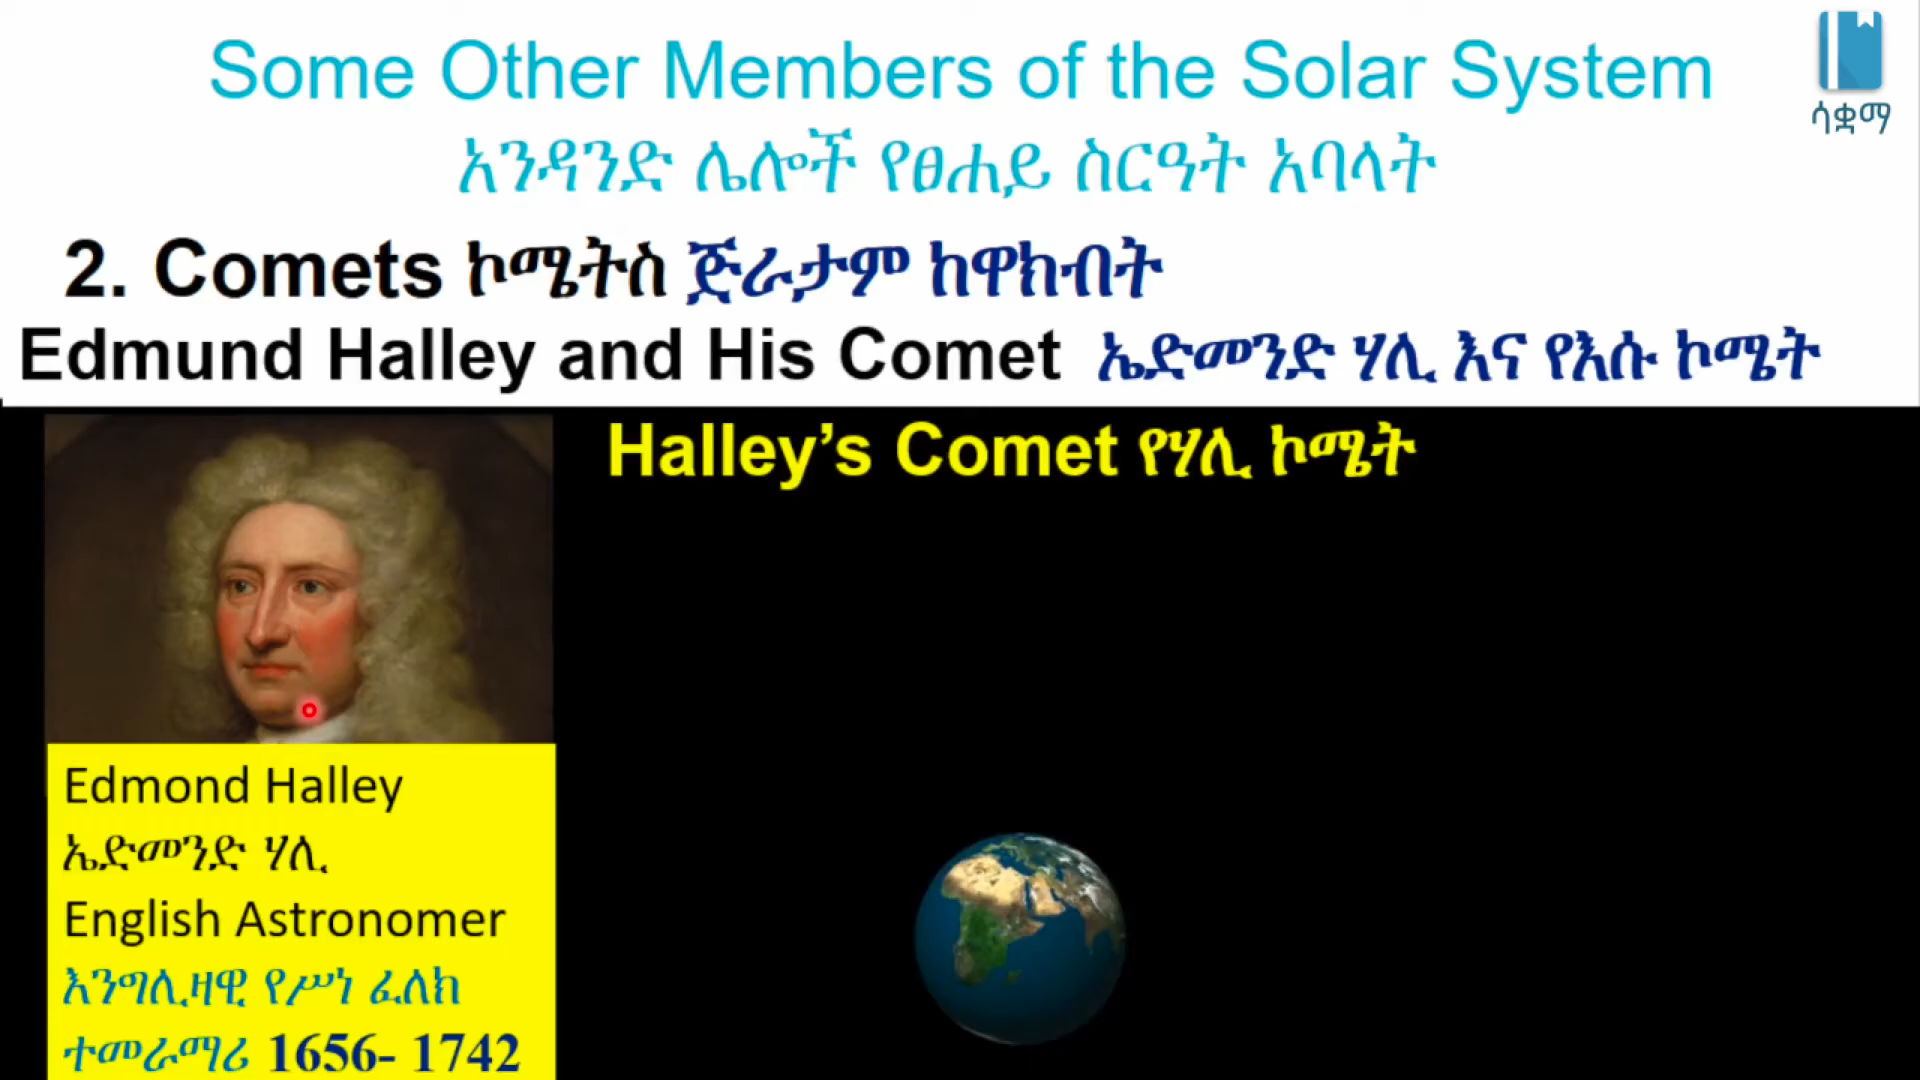 Some Other Members of the Solar System
ሳቋማ
አንዳንድ ሌሎች የፀሐይ ስርዓት አባላት
2. Comets ኮሜትስ ጅራታም ከዋክብት
Edmund Halley and His Comet ኤድመንድ ሃሊ እና የእሱ ኮሜት
Halley’s Comet የሃሊ ኮሜት
Edmond Halley
ኤድመንድ ሃሊ
English Astronomer
እንግሊዛዊ የሥነ ፈለክ
ተመራማሪ 1656- 1742